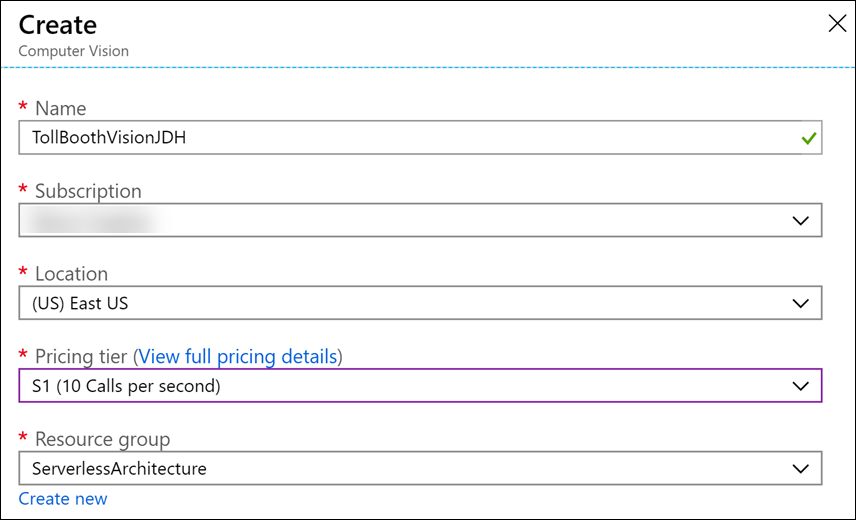 Create
Computer Vision
* Name
TollBoothVisionJDH
* Subscription
* Location
(US) East US
* Pricing tier (View full pricing details)
S1 (10 Calls per second)
* Resource group
ServerlessArchitecture
Create new